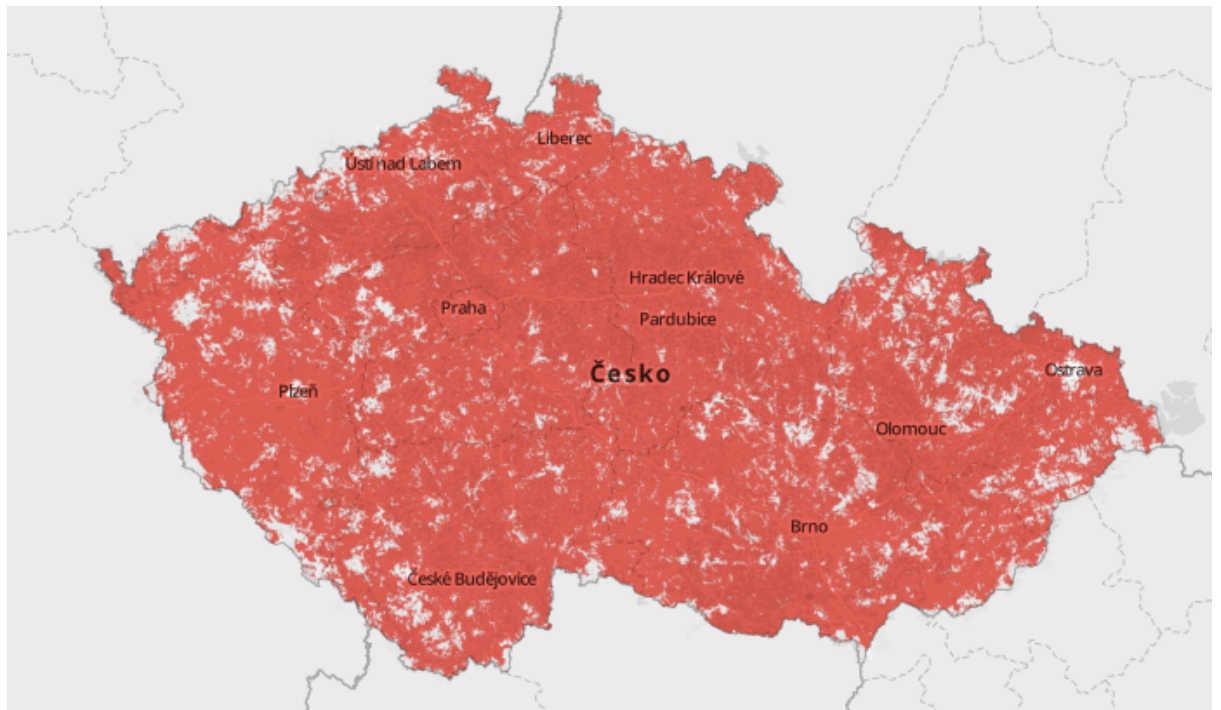 Liberec
Ústí nad Labem
Hradec Králové
Praha
Pardubice
Česko
Ostrava
Plzeň
Olomouc
Brno
České Budějovice